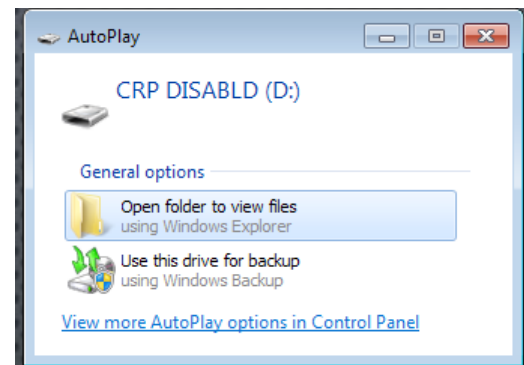 AutoPlay
CRP DISABLD (D:)
General options
Open folder to view files
using Windows Explorer
Use this drive for backup
using Windows Backup
View more AutoPlay options in Control Panel